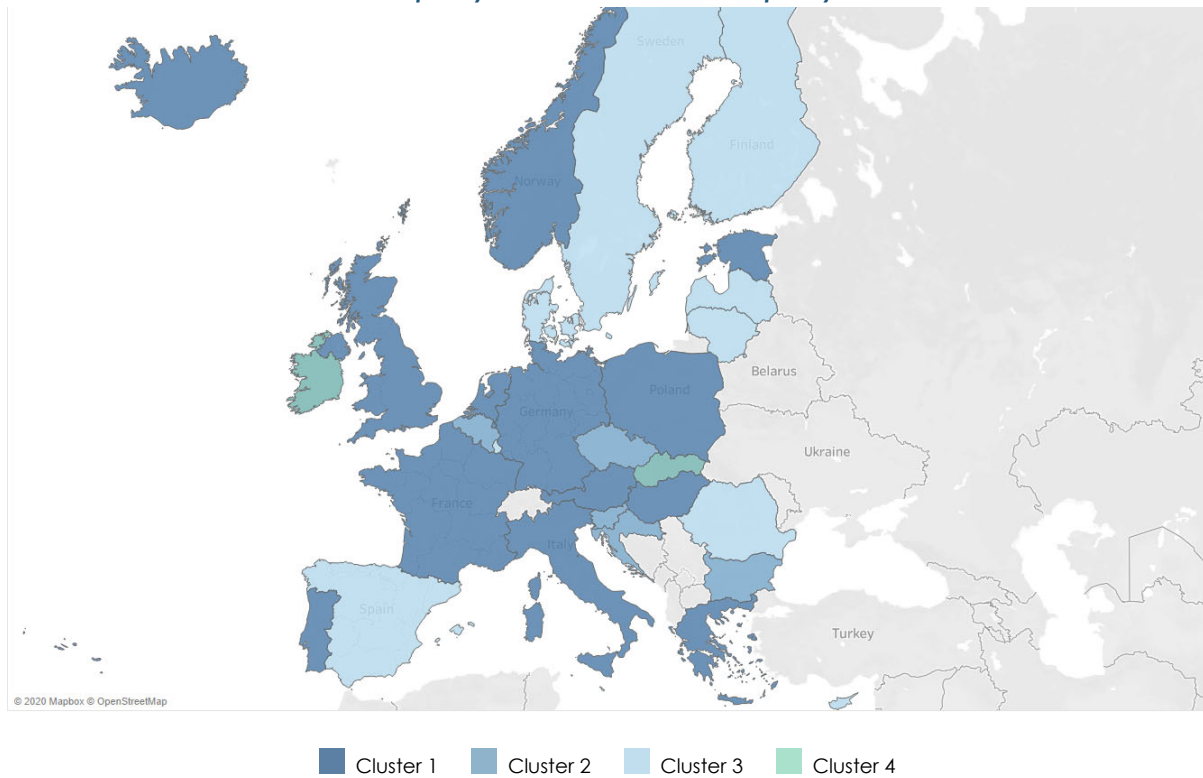 Sweden
Finland
Norway
Belarus
Poland
Germany
Ukraine
France
Italy
Spain
Turkey
© 2020 Mapbox © OpenStreetMap
Cluster 1
Cluster 2
Cluster 3
Cluster 4